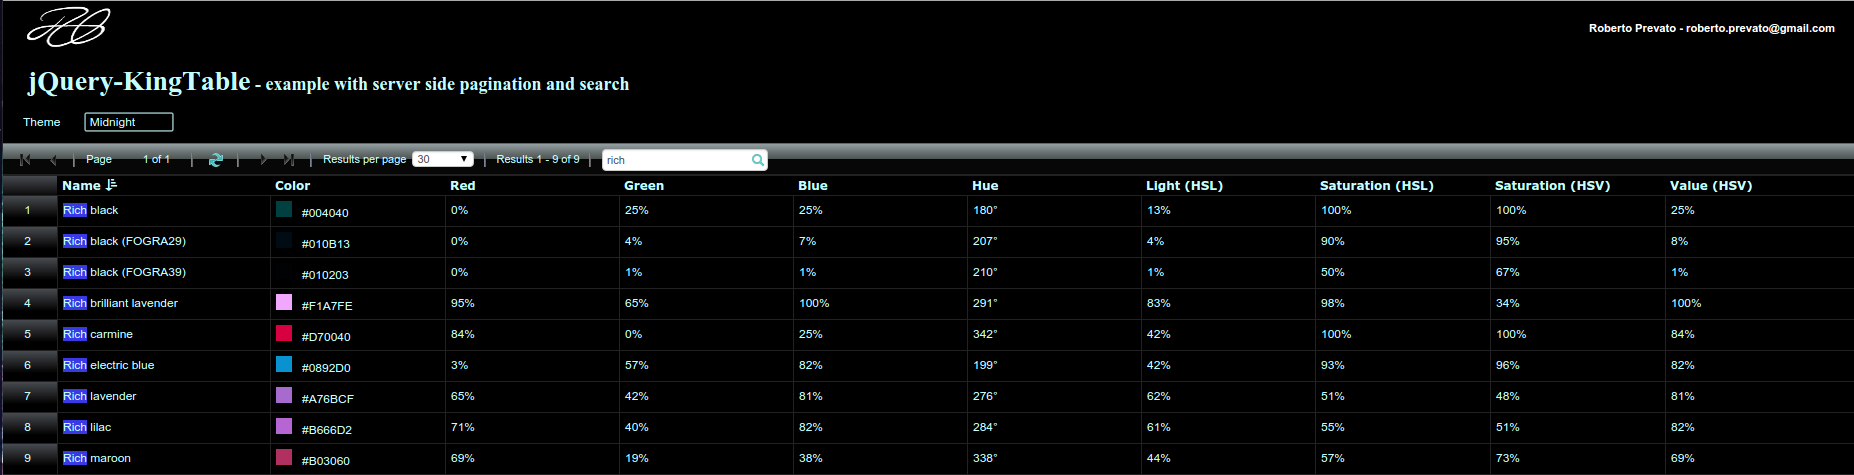 Roberto Prevato - roberto.prevato@gmail.com
jQuery-KingTable - example with server side pagination and search
Theme Midnight
Page 1 of 1 Results per page 30 Results 1 - 9 of 9 rich
Name Color Red Green Blue Hue Light (HSL) Saturation (HSL) Saturation (HSV) Value (HSV)
1 Rich black #004040 0% 25% 25% 180° 13% 100% 100% 25%
2 Rich black (FOGRA29) #010B13 0% 4% 7% 207° 4% 90% 95% 8%
3 Rich black (FOGRA39) #010203 0% 1% 1% 210° 1% 50% 67% 1%
4 Rich brilliant lavender #F1A7FE 95% 65% 100% 291° 83% 98% 34% 100%
5 Rich carmine #D70040 84% 0% 25% 342° 42% 100% 100% 84%
6 Rich electric blue #0892D0 3% 57% 82% 199° 42% 93% 96% 82%
7 Rich lavender #A76BCF 65% 42% 81% 276° 62% 51% 48% 81%
8 Rich lilac #B666D2 71% 40% 82% 284° 61% 55% 51% 82%
9 Rich maroon #B03060 69% 19% 38% 338° 44% 57% 73% 69%